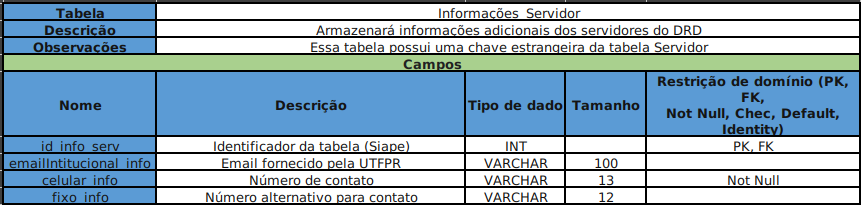 Tabela Informações_Servidor
Descrição Armazenará informações adicionais dos servidores do DRD
Observações Essa tabela possui uma chave estrangeira da tabela Servidor
Campos
Nome Descrição Tipo de dado Tamanho Restrição de domínio (PK,
FK,
Not Null, Chec, Default,
Identity)
id_info_serv Identificador da tabela (Siape) INT PK, FK
emailIntitucional_info Email fornecido pela UTFPR VARCHAR 100
celular_info Número de contato VARCHAR 13 Not Null
fixo_info Número alternativo para contato VARCHAR 12